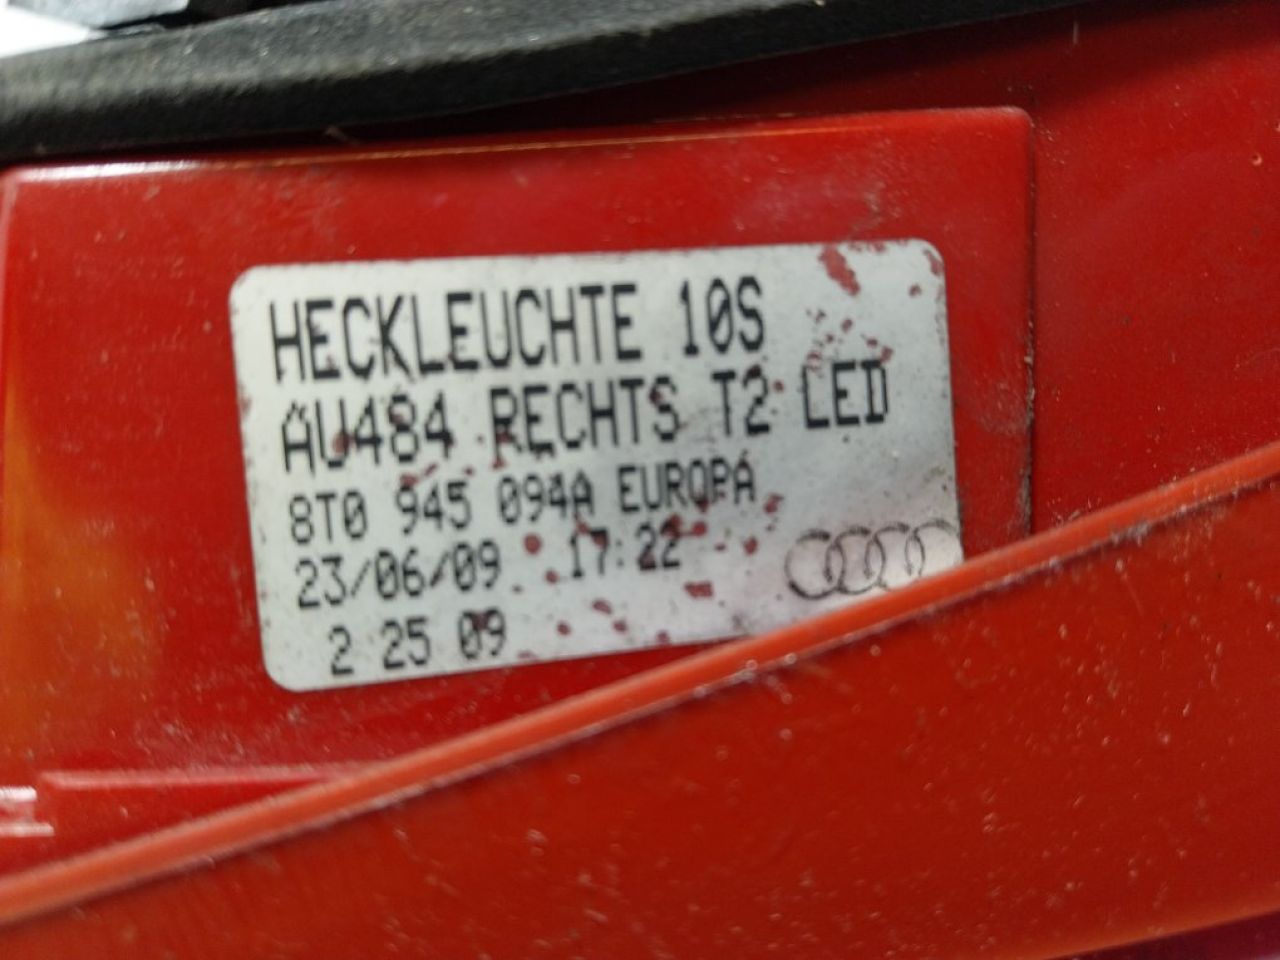 HECKLEUCHTE 10S
AU484 RECHTS T2 LED
8T0 945 094A EUROPA
23/06/09 17:22
2 25 09